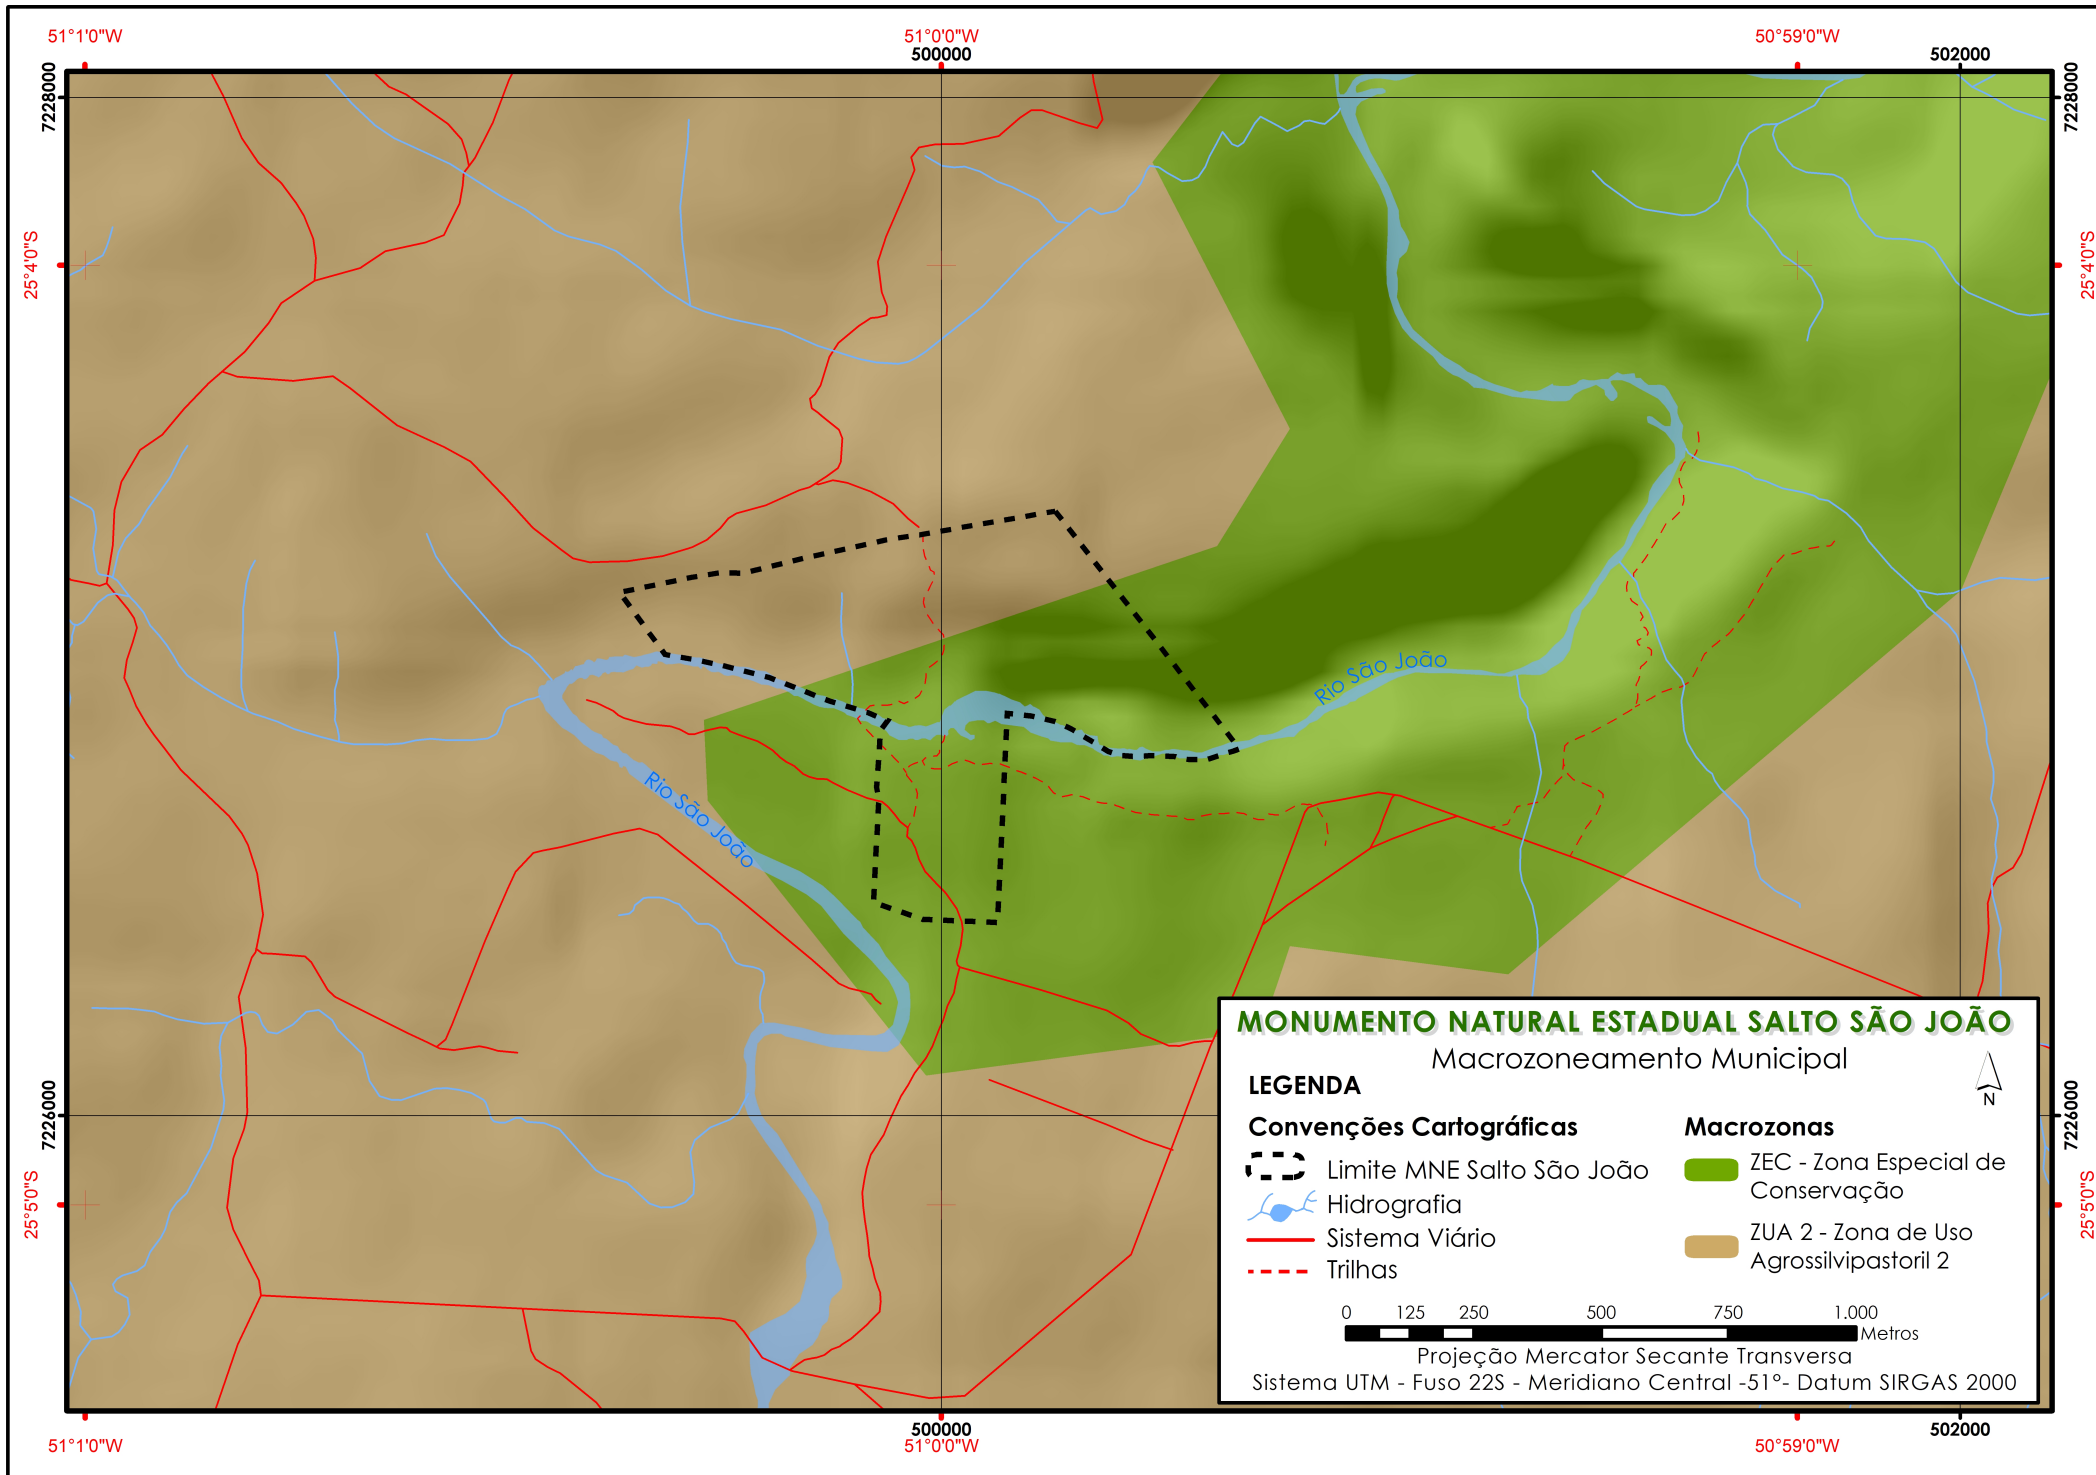 51°1'0"W
51°0'0"W
50°59'0"W
500000
502000
7228000
7228000
25°4'0"S
25°4'0"S
Rio São João
Rio São João
MONUMENTO NATURAL ESTADUAL SALTO SÃO JOÃO
Macrozoneamento Municipal
LEGENDA
N
Convenções Cartográficas
Limite MNE Salto São João
Hidrografia
Sistema Viário
Trilhas
Macrozonas
ZEC - Zona Especial de
Conservação
ZUA 2 - Zona de Uso
Agrossilvipastoril 2
0 125 250 500 750 1.000
Metros
Projeção Mercator Secante Transversa
Sistema UTM - Fuso 22S - Meridiano Central -51°- Datum SIRGAS 2000
7226000
7226000
25°5'0"S
25°5'0"S
500000
502000
51°1'0"W
51°0'0"W
50°59'0"W